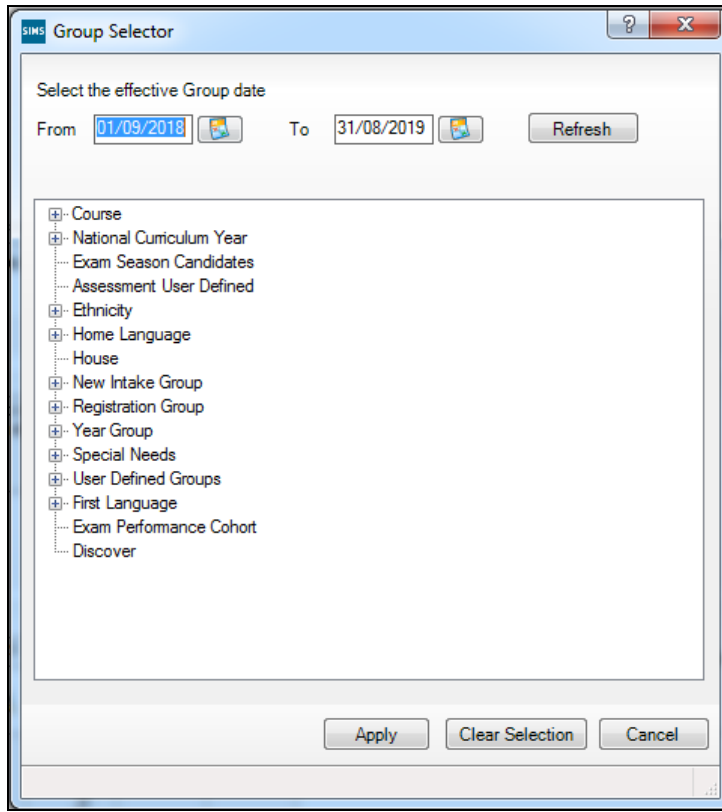 SIMS Group Selector
Select the effective Group date
From 01/09/2018 To 31/08/2019 Refresh
Course
National Curriculum Year
Exam Season Candidates
Assessment User Defined
Ethnicity
Home Language
House
New Intake Group
Registration Group
Year Group
Special Needs
User Defined Groups
First Language
Exam Performance Cohort
Discover
Apply Clear Selection Cancel